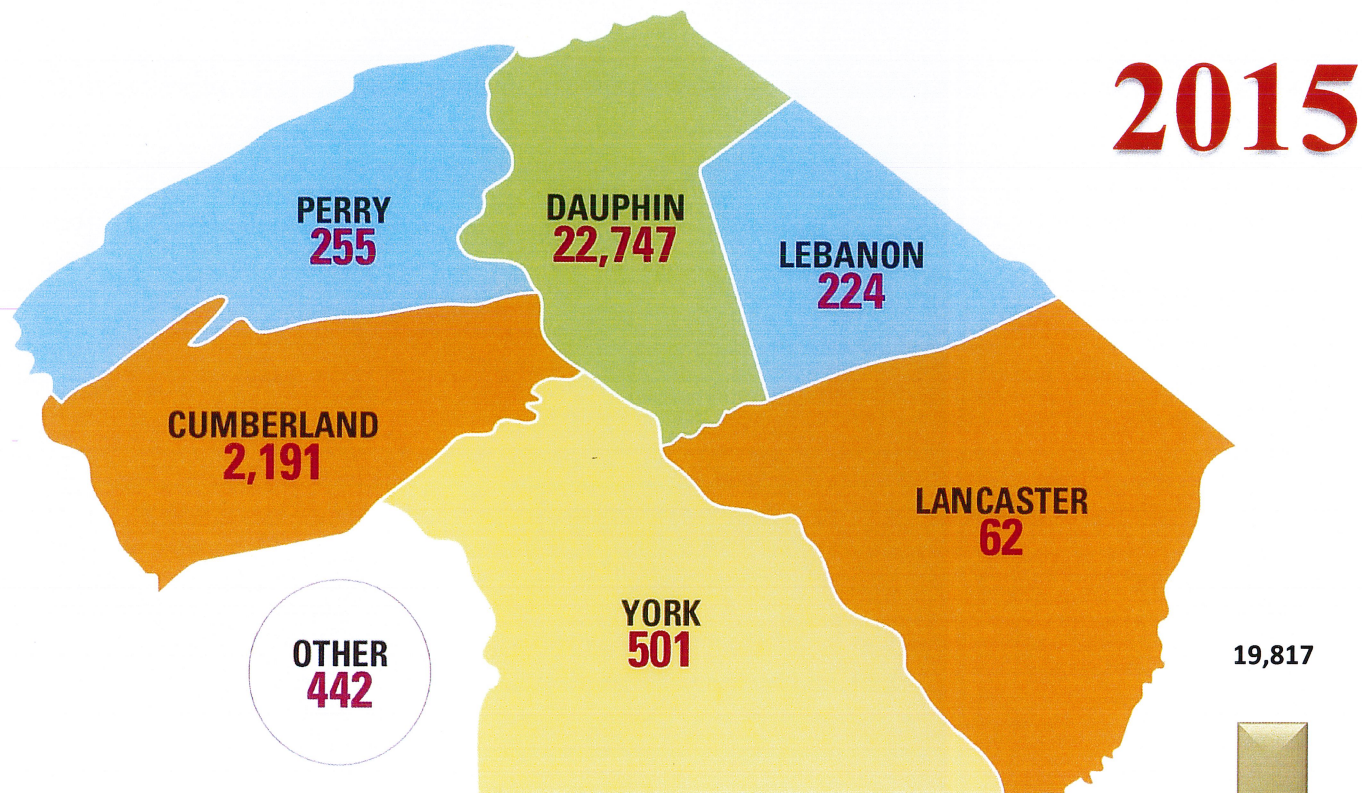 2015
PERRY
255
DAUPHIN
22,747
LEBANON
224
CUMBERLAND
2,191
LANCASTER
62
YORK
501
OTHER
442
19,817